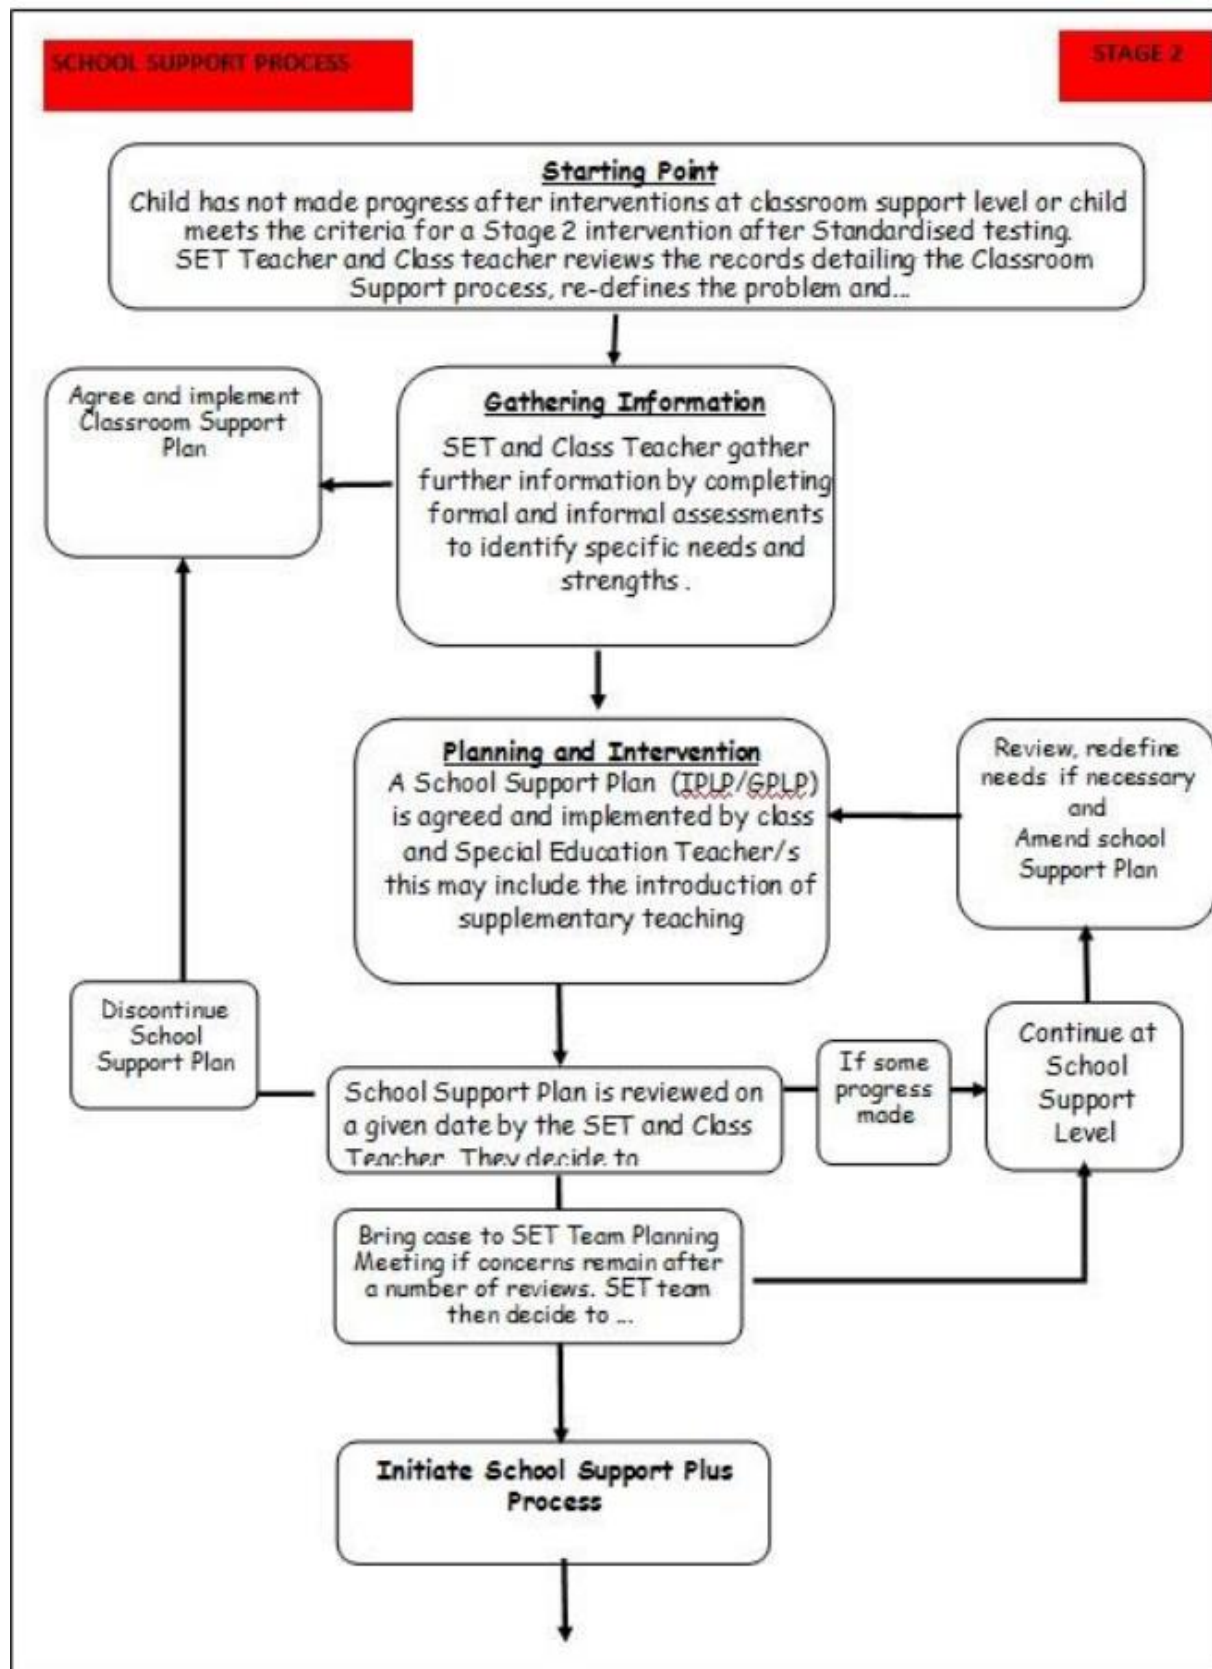 SCHOOL SUPPORT PROCESS
STAGE 2
Starting Point
Child has not made progress after interventions at classroom support level or child
meets the criteria for a Stage 2 intervention after Standardised testing.
SET Teacher and Class teacher reviews the records detailing the Classroom
Support process, re-defines the problem and...
Agree and implement
Classroom Support
Plan
Gathering Information
SET and Class Teacher gather
further information by completing
formal and informal assessments
to identify specific needs and
strengths .
Planning and Intervention
A School Support Plan (IPLP/GPLP)
is agreed and implemented by class
and Special Education Teacher/s
this may include the introduction of
supplementary teaching
Review, redefine
needs if necessary
and
Amend school
Support Plan
Discontinue
School
Support Plan
School Support Plan is reviewed on
a given date by the SET and Class
Teacher. They decide to
If some
progress
made
Continue at
School
Support
Level
Bring case to SET Team Planning
Meeting if concerns remain after
a number of reviews. SET team
then decide to ...
Initiate School Support Plus
Process